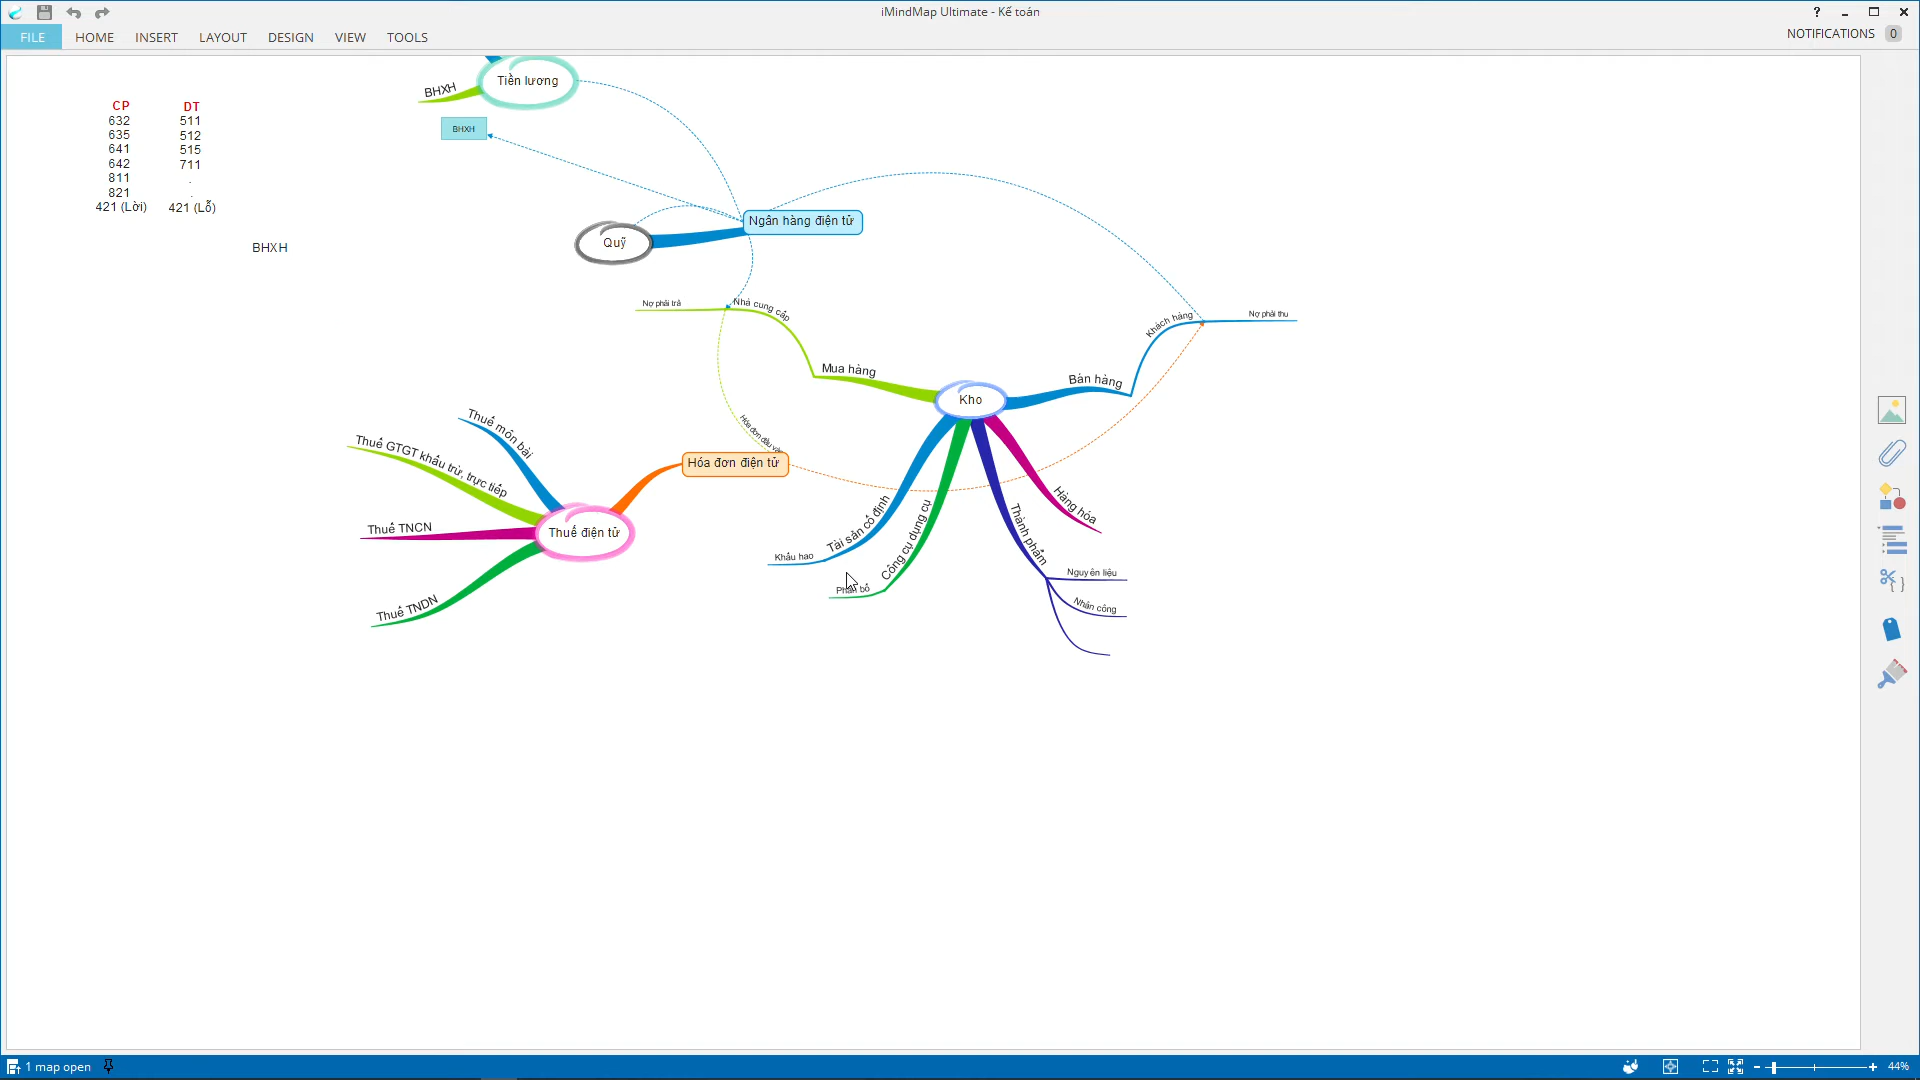 iMindMap Ultimate - Kế toán
?
FILE HOME INSERT LAYOUT DESIGN VIEW TOOLS
NOTIFICATIONS 0
CP DT
632 511
635 512
641 515
642 711
811 .
821 .
421 (Lời) 421 (Lỗ)
BHXH
Tiền lương
BHXH
BHXH
Ngân hàng điện tử
Quỹ
Nợ phải trả
Nhà cung cấp
Khách hàng
Nợ phải thu
Mua hàng
Bán hàng
Kho
Hóa đơn đầu vào
Hóa đơn điện tử
Thuế môn bài
Thuế GTGT khấu trừ, trực tiếp
Thuế TNCN
Thuế điện tử
Thuế TNDN
Tài sản cố định
Khấu hao
Công cụ dụng cụ
Phân bổ
Thành phẩm
Hàng hóa
Nguyên liệu
Nhân công
1 map open
44%